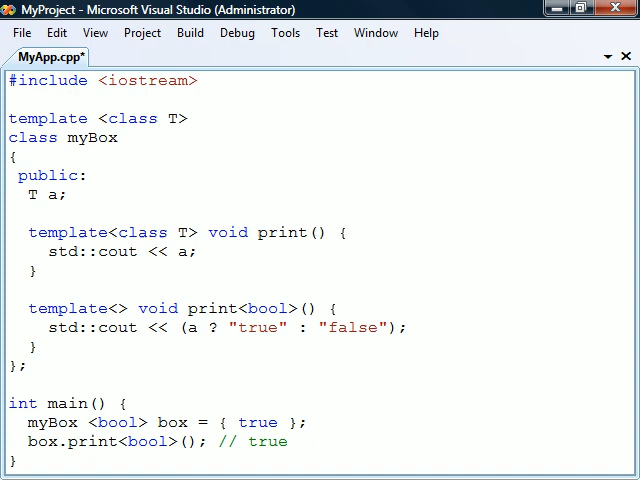 MyProject - Microsoft Visual Studio (Administrator)
File Edit View Project Build Debug Tools Test Window Help
MyApp.cpp*
#include <iostream>
template <class T>
class myBox
{
public:
T a;
template<class T> void print() {
std::cout << a;
}
template<> void print<bool>() {
std::cout << (a ? "true" : "false");
}
};
int main() {
myBox <bool> box = { true };
box.print<bool>(); // true
}